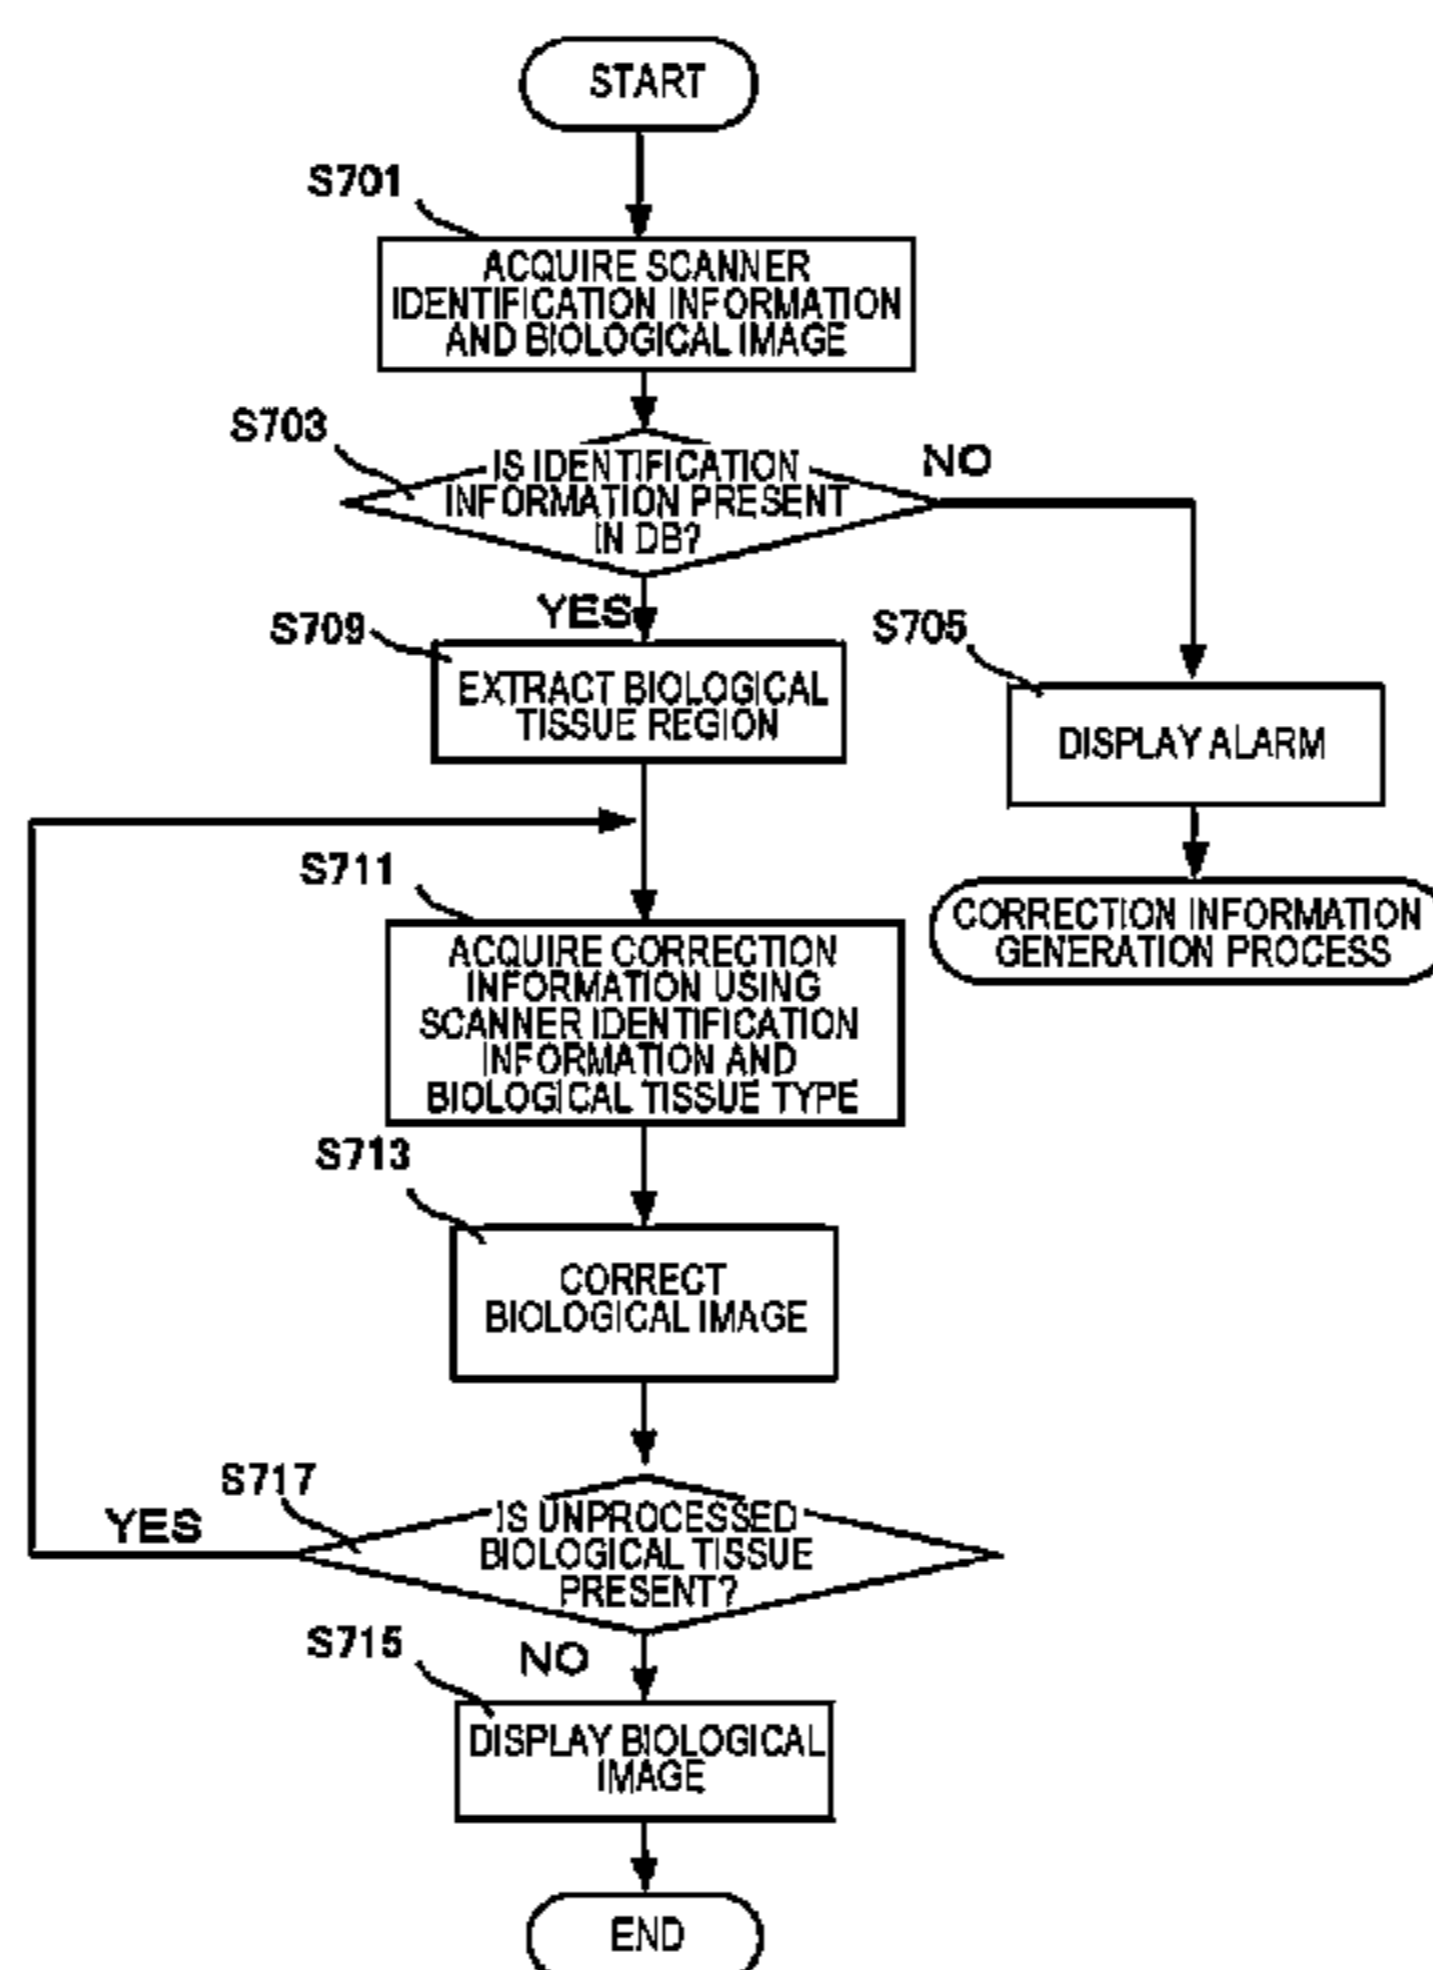 START
S701
ACQUIRE SCANNER
IDENTIFICATION INFORMATION
AND BIOLOGICAL IMAGE
S703
IS IDENTIFICATION
INFORMATION PRESENT
IN DB?
NO
YES
S709
EXTRACT BIOLOGICAL
TISSUE REGION
S705
DISPLAY ALARM
CORRECTION INFORMATION
GENERATION PROCESS
S711
ACQUIRE CORRECTION
INFORMATION USING
SCANNER IDENTIFICATION
INFORMATION AND
BIOLOGICAL TISSUE TYPE
S713
CORRECT
BIOLOGICAL IMAGE
S717
YES
IS UNPROCESSED
BIOLOGICAL TISSUE
PRESENT?
NO
S715
DISPLAY BIOLOGICAL
IMAGE
END